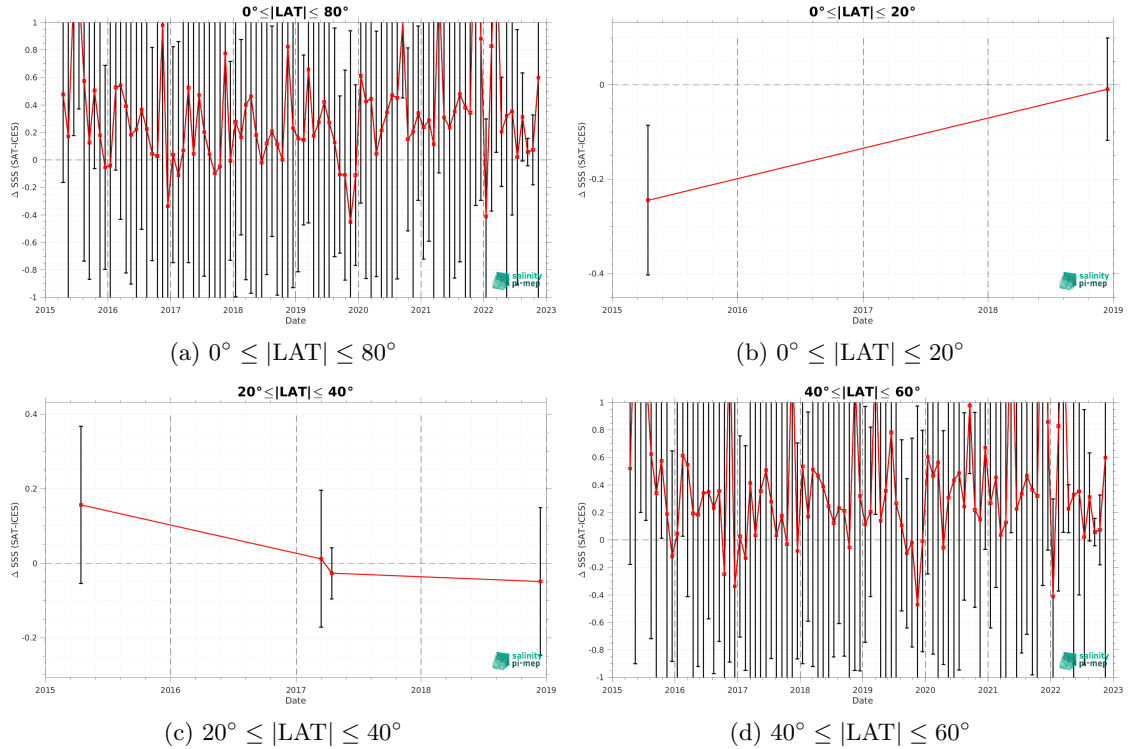 0°≤|LAT|≤ 80°
Δ SSS (SAT-ICES)
1
0.8
0.6
0.4
0.2
0
-0.2
-0.4
-0.6
-0.8
-1
2015 2016 2017 2018 2019 2020 2021 2022 2023
Date
salinity
pi-mep
(a) 0° ≤ |LAT| ≤ 80°
0°≤|LAT|≤ 20°
Δ SSS (SAT-ICES)
0
-0.2
-0.4
2015 2016 2017 2018 2019
Date
salinity
pi-mep
(b) 0° ≤ |LAT| ≤ 20°
20°≤|LAT|≤ 40°
Δ SSS (SAT-ICES)
0.4
0.2
0
-0.2
2015 2016 2017 2018 2019
Date
salinity
pi-mep
(c) 20° ≤ |LAT| ≤ 40°
40°≤|LAT|≤ 60°
Δ SSS (SAT-ICES)
1
0.8
0.6
0.4
0.2
0
-0.2
-0.4
-0.6
-0.8
-1
2015 2016 2017 2018 2019 2020 2021 2022 2023
Date
salinity
pi-mep
(d) 40° ≤ |LAT| ≤ 60°